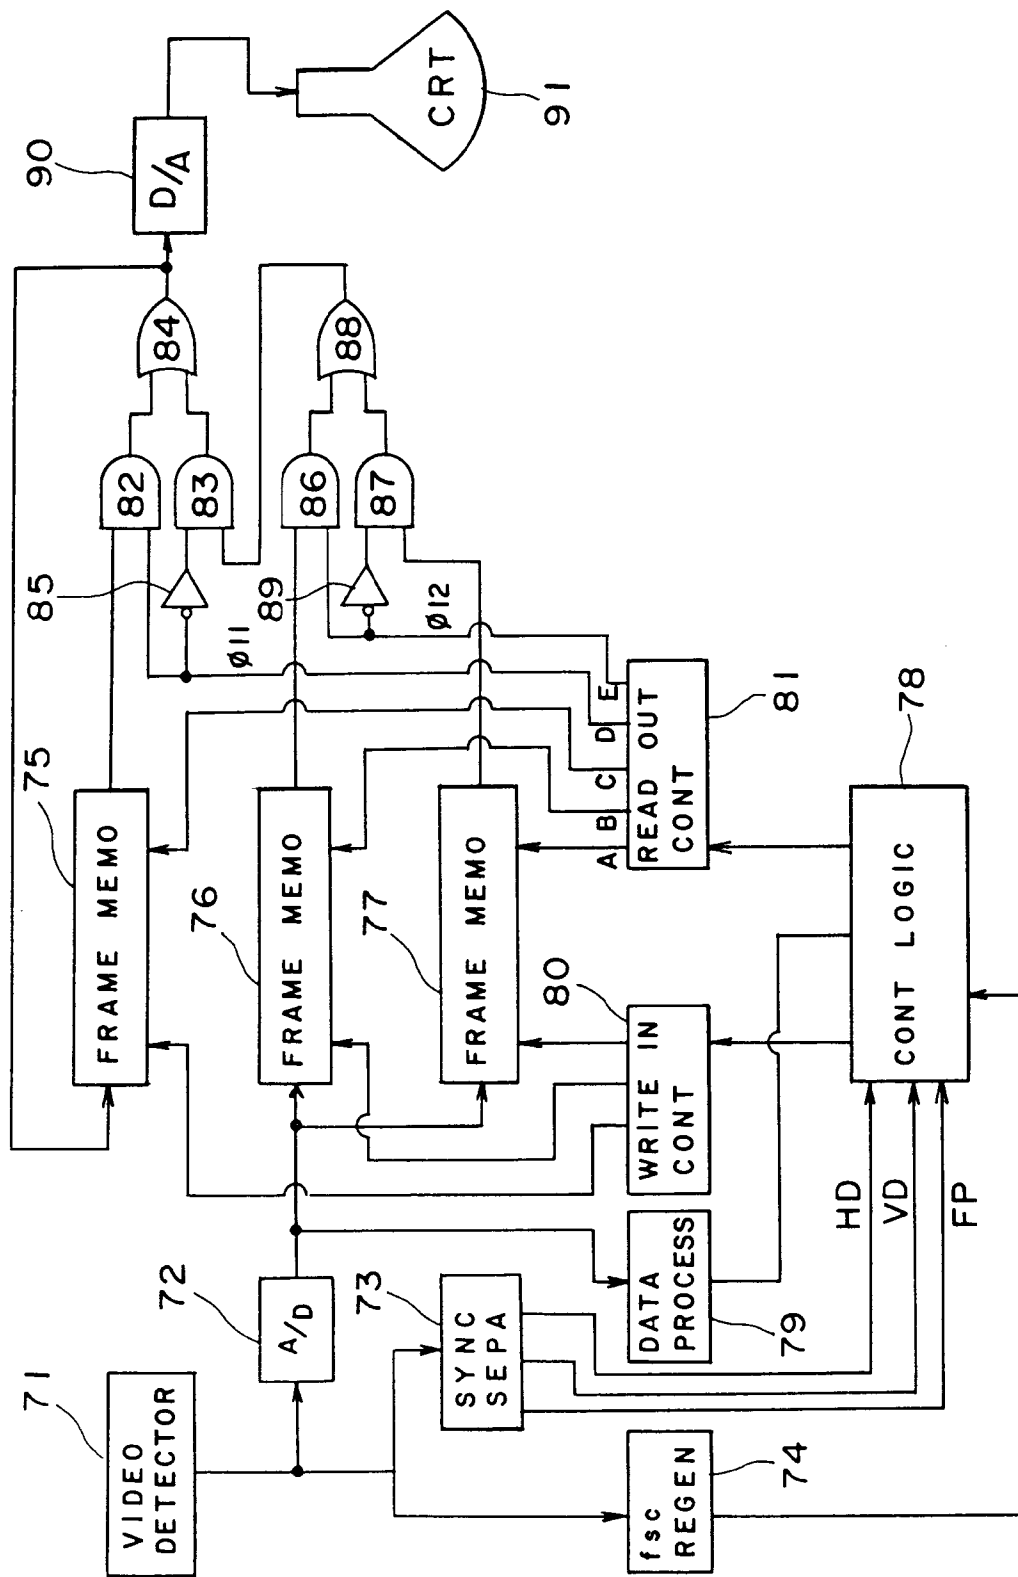 71
VIDEO
DETECTOR
72
A/D
73
SYNC
SEPA
fsc
REGEN
74
75
FRAME MEMO
76
FRAME MEMO
77
FRAME MEMO
DATA
PROCESS
79
80
WRITE IN
CONT
HD
VD
FP
78
CONT LOGIC
A B C D E
READ OUT
CONT
81
Ø11
85
Ø12
89
82
83
84
86
87
88
90
D/A
CRT
91